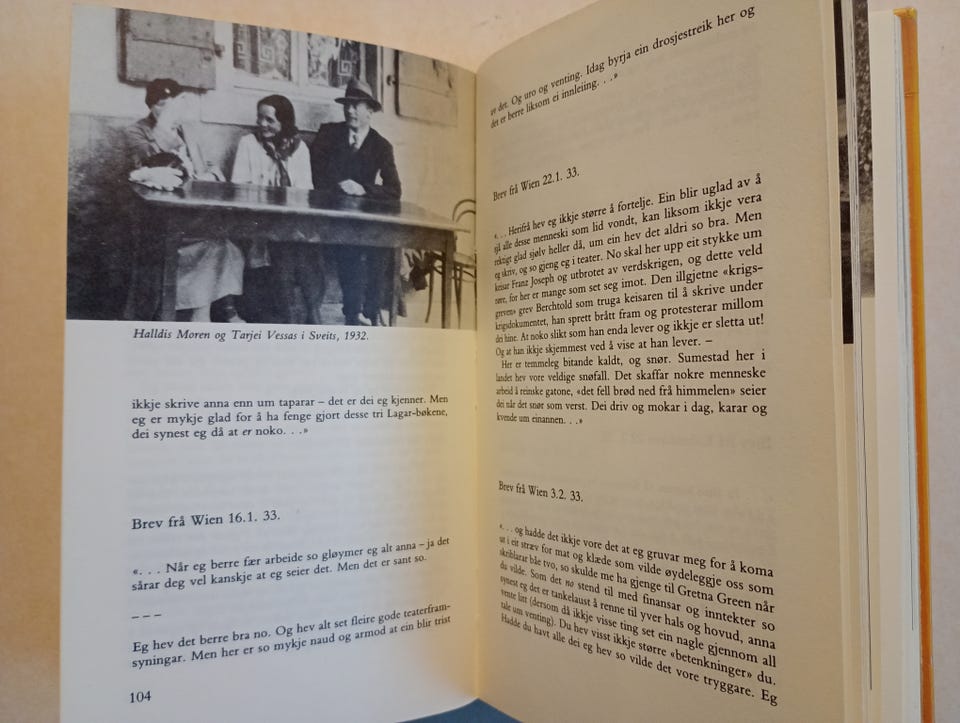 Halldis Moren og Tarjei Vessas i Sveits, 1932.
ikkje skrive anna enn um taparar – det er dei eg kjenner. Men
eg er mykje glad for å ha fenge gjort desse tri Lagar-bøkene,
dei synest eg då at er noko. . .»
Brev frå Wien 16.1. 33.
«. . . Når eg berre fær arbeide so gløymer eg alt anna – ja det
sårar deg vel kanskje at eg seier det. Men det er sant so.
– – –
Eg hev det berre bra no. Og hev alt set fleire gode teaterfram-
syningar. Men her er so mykje naud og armod at ein blir trist
104
av det. Og uro og venting. Idag byrja ein drosjestreik her og
det er berre liksom ei innleiing. . .»
Brev frå Wien 22.1. 33.
«. . . Herifrå hev eg ikkje større å fortelje. Ein blir uglad av å
sjå alle desse menneski som lid vondt, kan liksom ikkje vera
rektigt glad sjølv heller då, um ein hev det aldri so bra. Men
eg skriv, og so gjeng eg i teater. No skal her upp eit stykke um
keisar Franz Joseph og utbrotet av verdskrigen, og dette veld
røre, for her er mange som set seg imot. Den illgjetne «krigs-
greven» grev Berchtold som truga keisaren til å skrive under
krigsdokumentet, han sprett brått fram og protesterar millom
dei hine. At noko slikt som han enda lever og ikkje er sletta ut!
Og at han ikkje skjemmest ved å vise at han lever. –
Her er temmeleg bitande kaldt, og snør. Sumestad her i
landet hev vore veldige snøfall. Det skaffar nokre menneske
arbeid å reinske gatone, «det fell brød ned frå himmelen» seier
dei når det snør som verst. Dei driv og mokar i dag, karar og
kvende um einannen. . .»
Brev frå Wien 3.2. 33.
«. . . og hadde det ikkje vore det at eg gruvar meg for å koma
ut i eit stræv for mat og klæde som vilde øydeleggje oss som
skriblarar båe two, so skulde me ha gjenge til Gretna Green når
du vilde. Som det no stend til med finansar og inntekter so
synest eg det er tankelaust å renne til yver hals og hovud, anna
vente litt (dersom då ikkje visse ting set ein nagle gjennom all
tale um venting). Du hev visst ikkje større «betenkninger» du.
Hadde du havt alle dei eg hev so vilde det vore tryggare. Eg